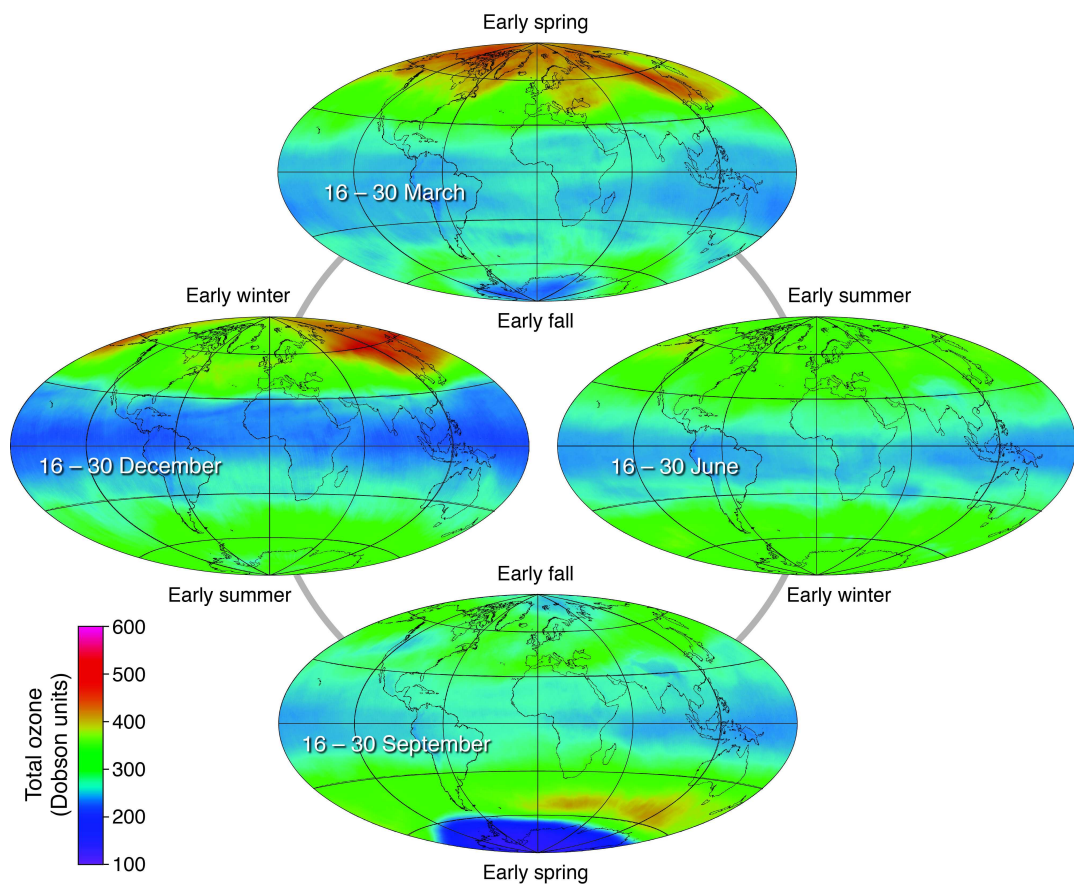 Early spring
16 – 30 March
Early winter
Early summer
Early fall
16 – 30 December
16 – 30 June
Early fall
Early summer
Early winter
16 – 30 September
Early spring
Total ozone
(Dobson units)
600
500
400
300
200
100